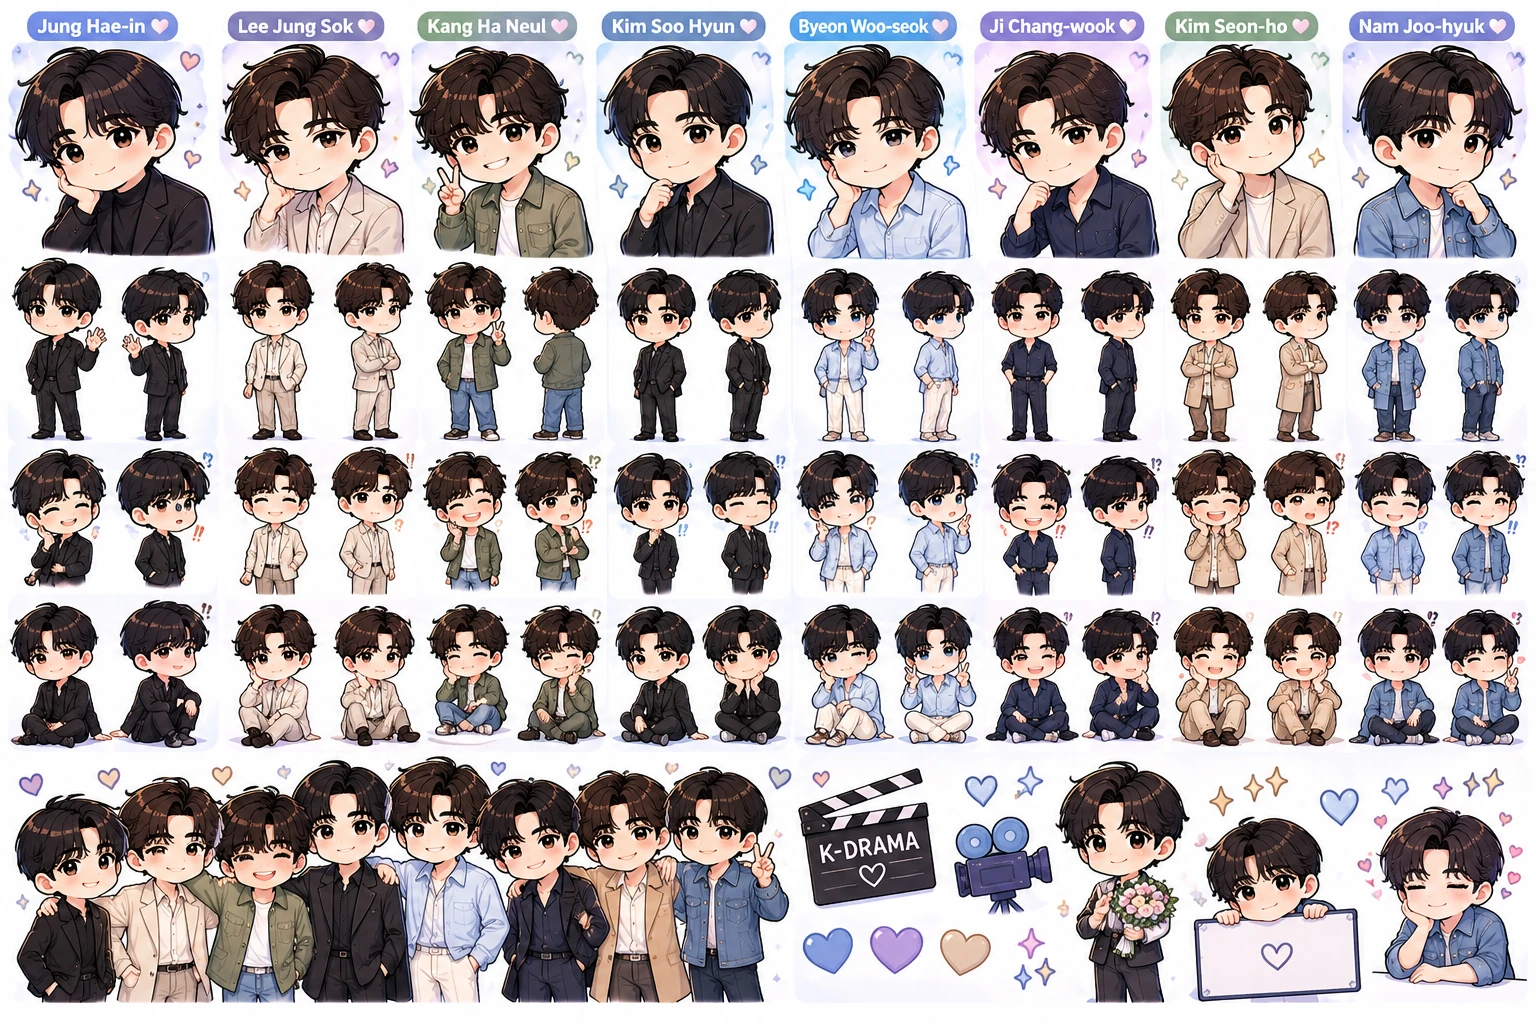 Jung Hae-in
Lee Jung Sok
Kang Ha Neul
Kim Soo Hyun
Byeon Woo-seok
Ji Chang-wook
Kim Seon-ho
Nam Joo-hyuk
K-DRAMA